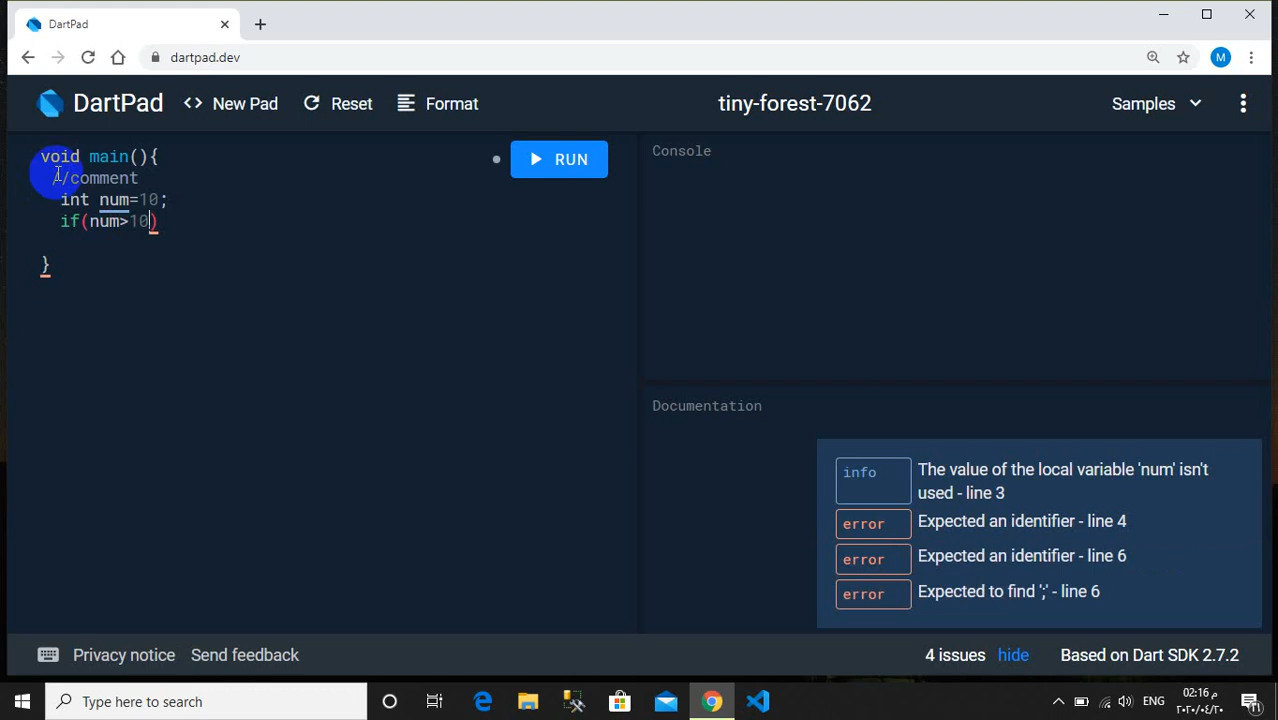 DartPad
dartpad.dev
M
DartPad
New Pad
Reset
Format
tiny-forest-7062
Samples
void main(){
//comment
int num=10;
if(num>10)
}
RUN
Console
Documentation
info
The value of the local variable 'num' isn't
used - line 3
error
Expected an identifier - line 4
error
Expected an identifier - line 6
error
Expected to find ';' - line 6
Privacy notice
Send feedback
4 issues
hide
Based on Dart SDK 2.7.2
Type here to search
ENG
02:16 م